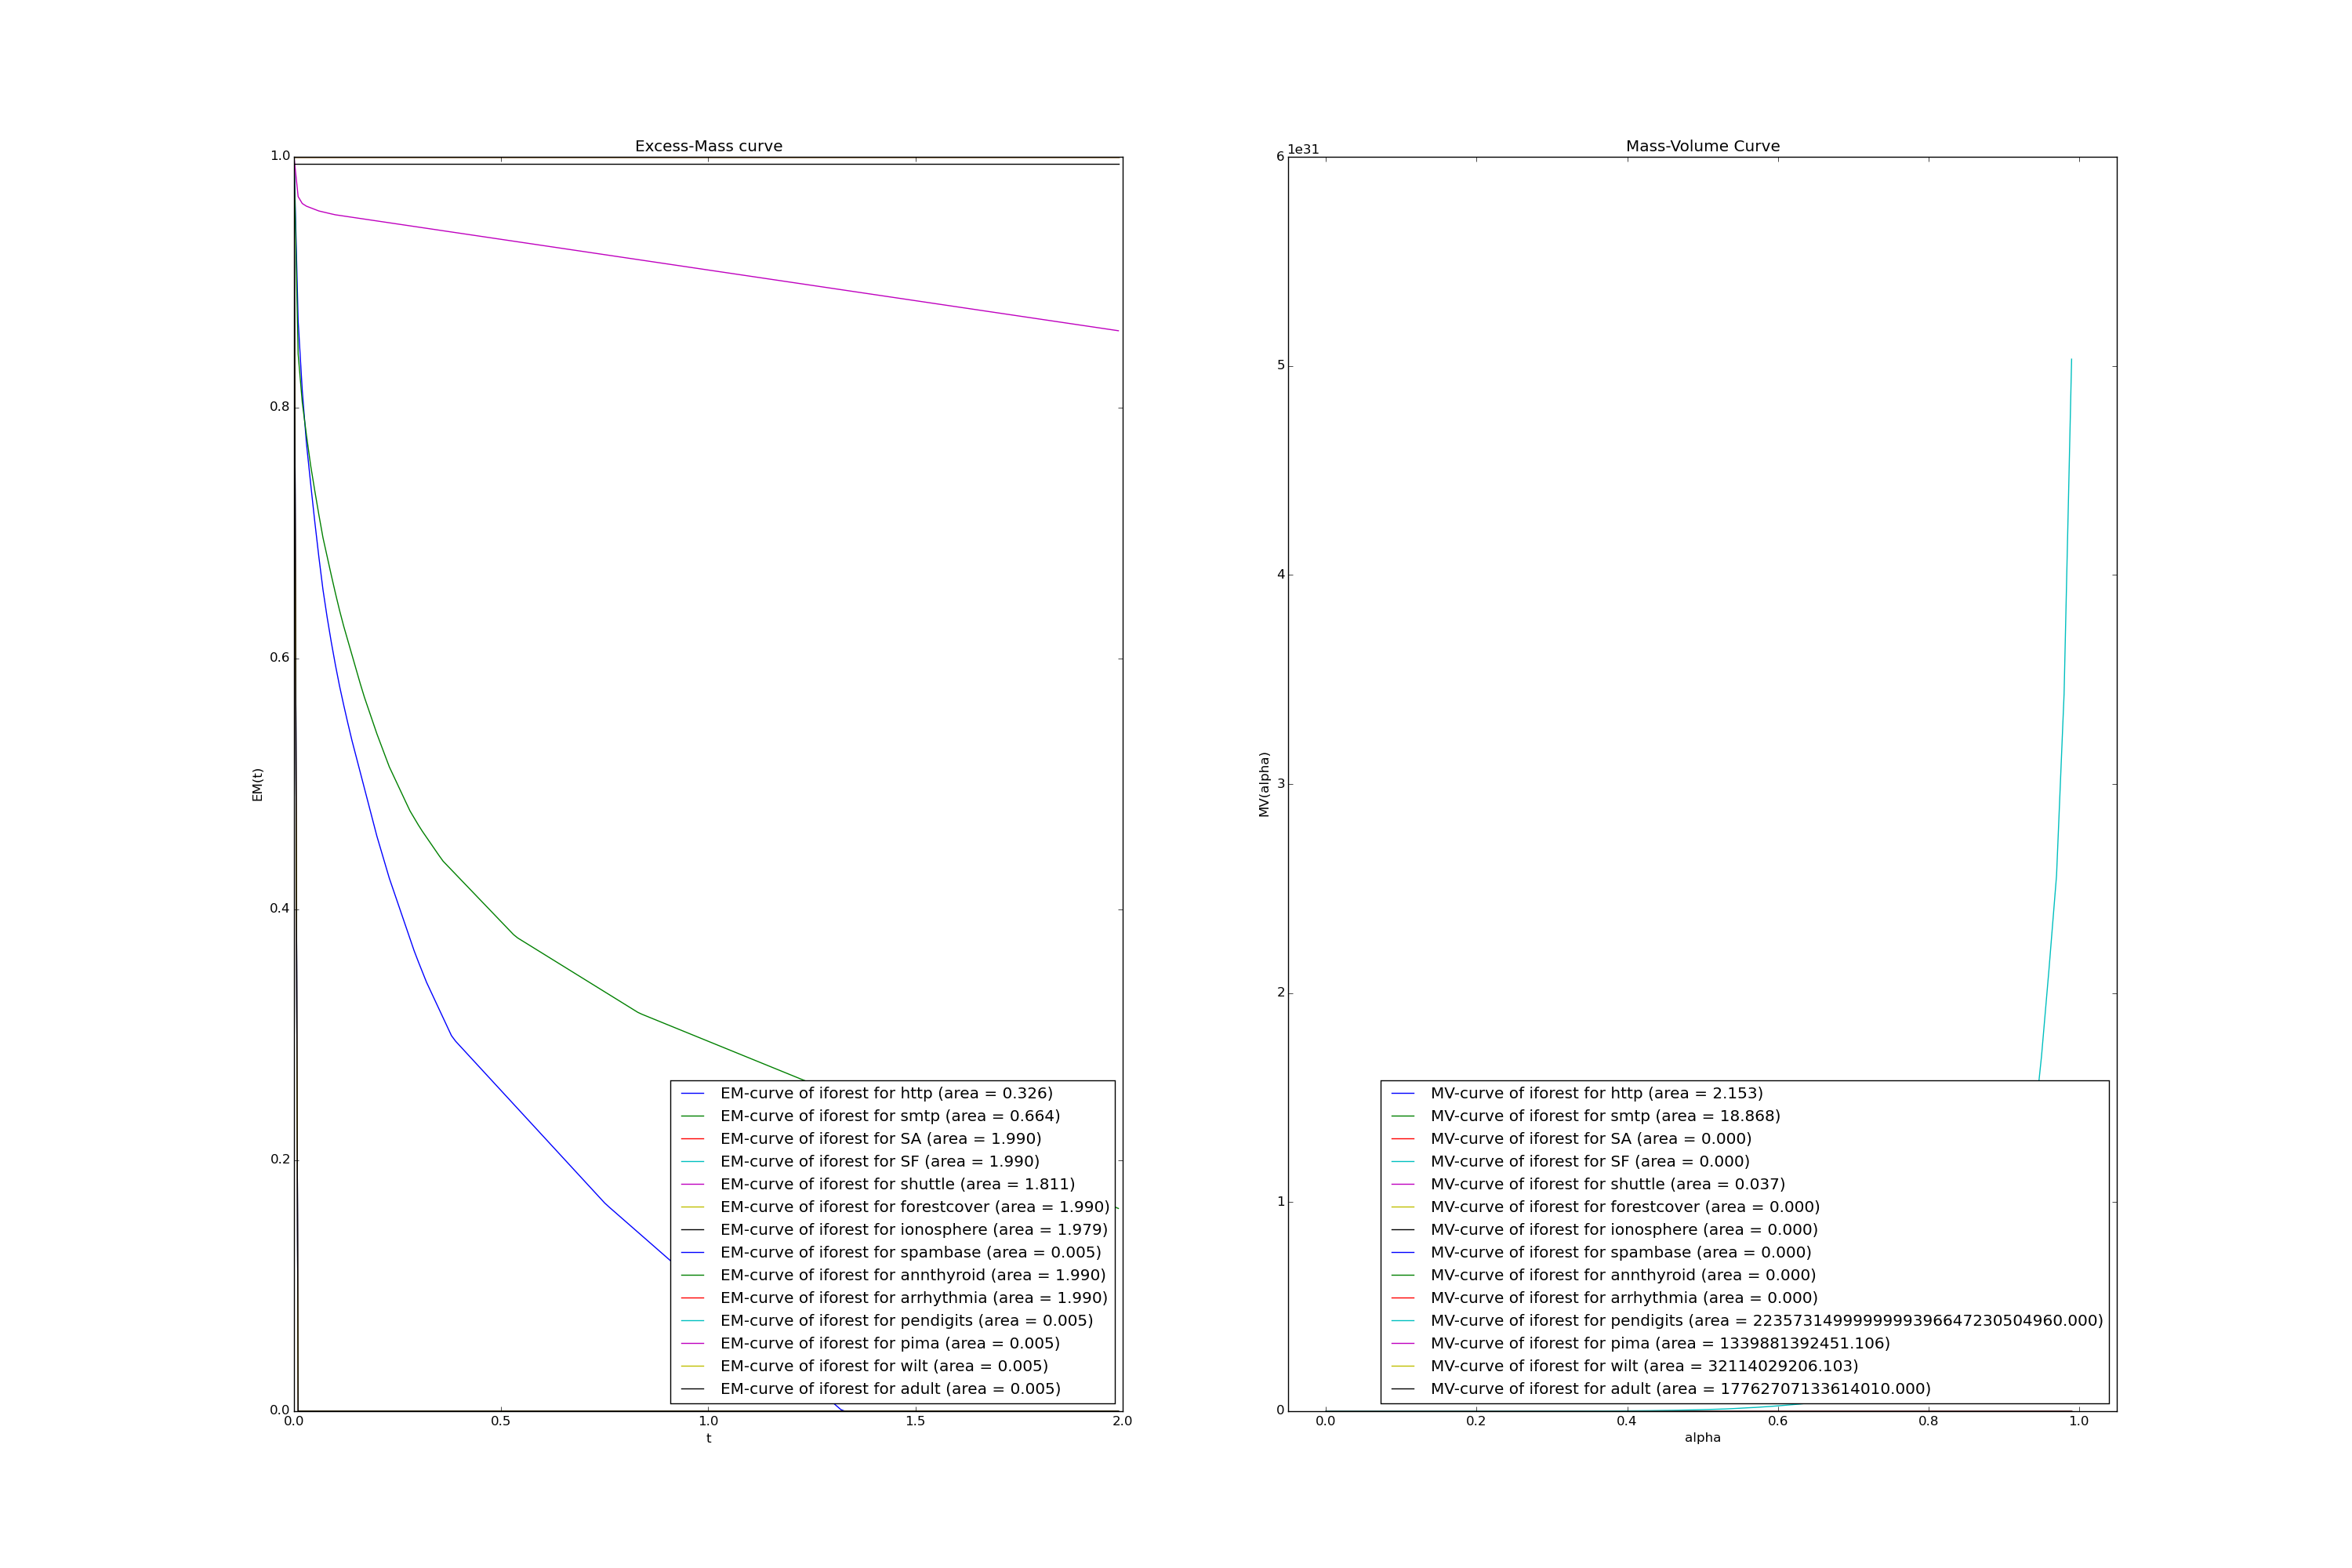 Excess-Mass curve
1.0
0.8
0.6
0.4
0.2
0.0
EM(t)
0.0 0.5 1.0 1.5 2.0
t
EM-curve of iforest for http (area = 0.326)
EM-curve of iforest for smtp (area = 0.664)
EM-curve of iforest for SA (area = 1.990)
EM-curve of iforest for SF (area = 1.990)
EM-curve of iforest for shuttle (area = 1.811)
EM-curve of iforest for forestcover (area = 1.990)
EM-curve of iforest for ionosphere (area = 1.979)
EM-curve of iforest for spambase (area = 0.005)
EM-curve of iforest for annthyroid (area = 1.990)
EM-curve of iforest for arrhythmia (area = 1.990)
EM-curve of iforest for pendigits (area = 0.005)
EM-curve of iforest for pima (area = 0.005)
EM-curve of iforest for wilt (area = 0.005)
EM-curve of iforest for adult (area = 0.005)
Mass-Volume Curve
1e31
6
5
4
3
2
1
0
MV(alpha)
0.0 0.2 0.4 0.6 0.8 1.0
alpha
MV-curve of iforest for http (area = 2.153)
MV-curve of iforest for smtp (area = 18.868)
MV-curve of iforest for SA (area = 0.000)
MV-curve of iforest for SF (area = 0.000)
MV-curve of iforest for shuttle (area = 0.037)
MV-curve of iforest for forestcover (area = 0.000)
MV-curve of iforest for ionosphere (area = 0.000)
MV-curve of iforest for spambase (area = 0.000)
MV-curve of iforest for annthyroid (area = 0.000)
MV-curve of iforest for arrhythmia (area = 0.000)
MV-curve of iforest for pendigits (area = 2235731499999999396647230504960.000)
MV-curve of iforest for pima (area = 1339881392451.106)
MV-curve of iforest for wilt (area = 32114029206.103)
MV-curve of iforest for adult (area = 17762707133614010.000)